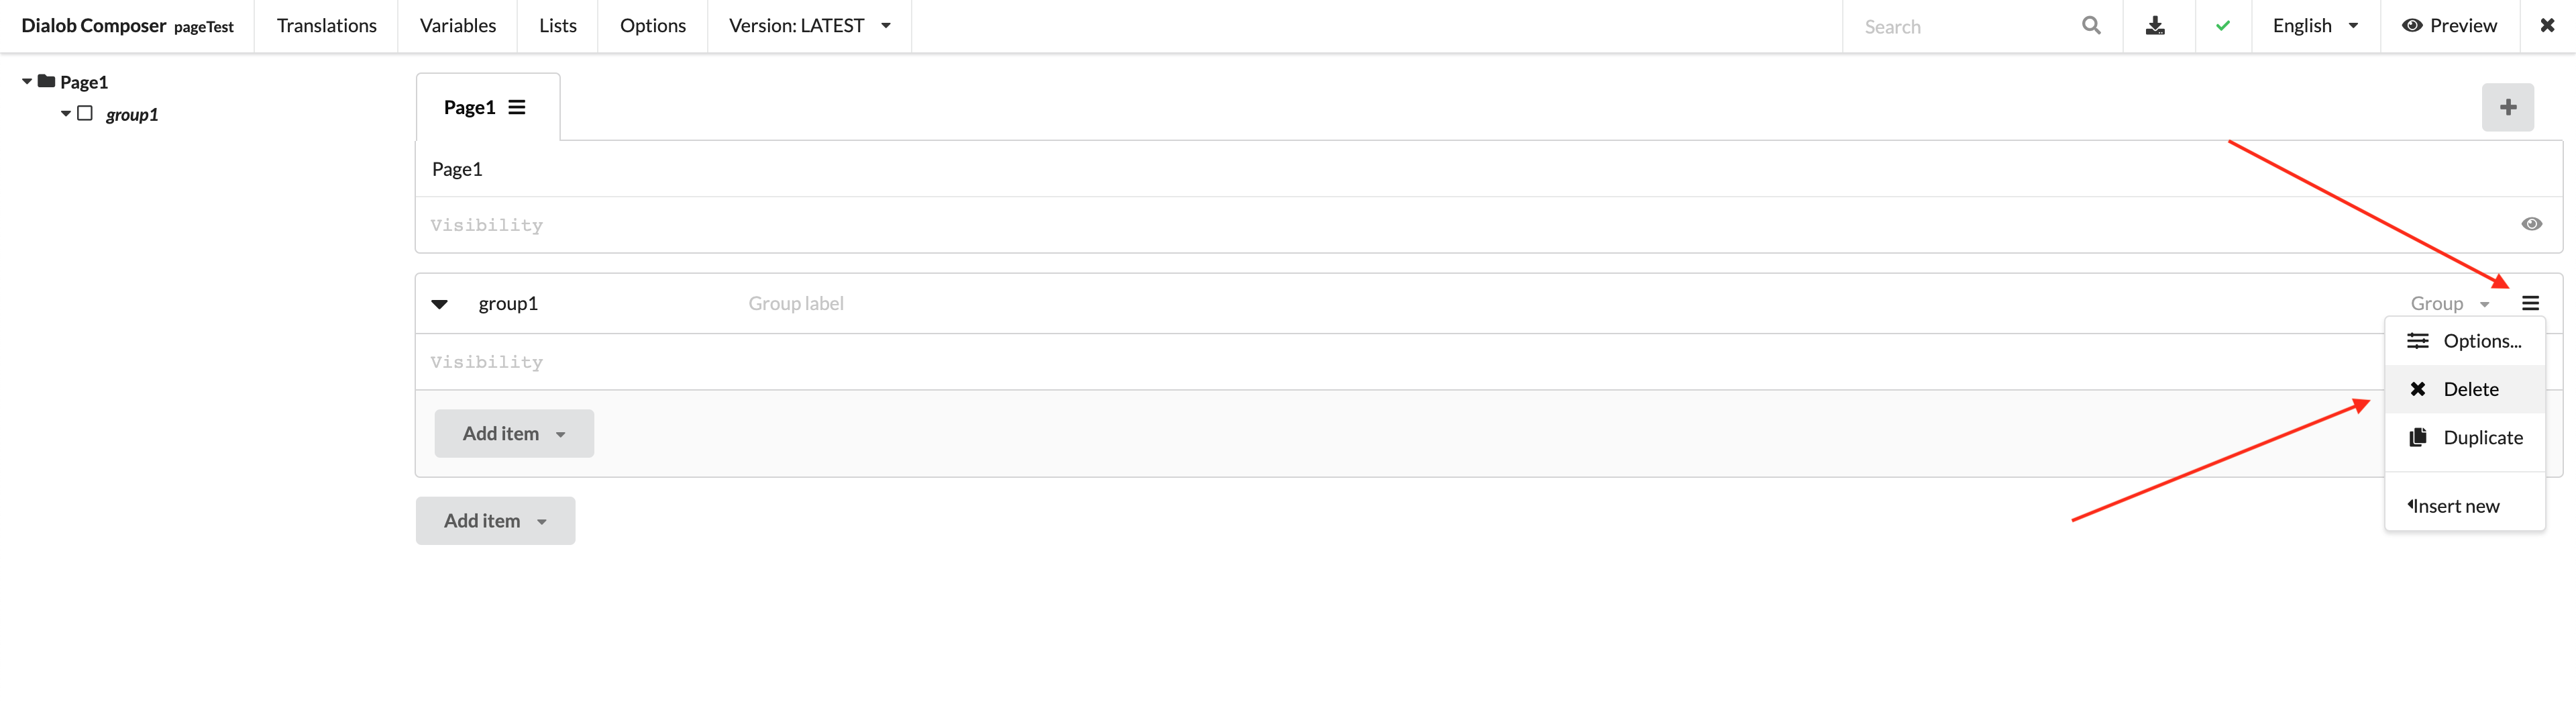 Dialob Composer pageTest Translations Variables Lists Options Version: LATEST Search English Preview
Page1
group1
Page1
Page1
Visibility
group1 Group label Group
Visibility
Options...
Delete
Duplicate
Insert new
Add item
Add item